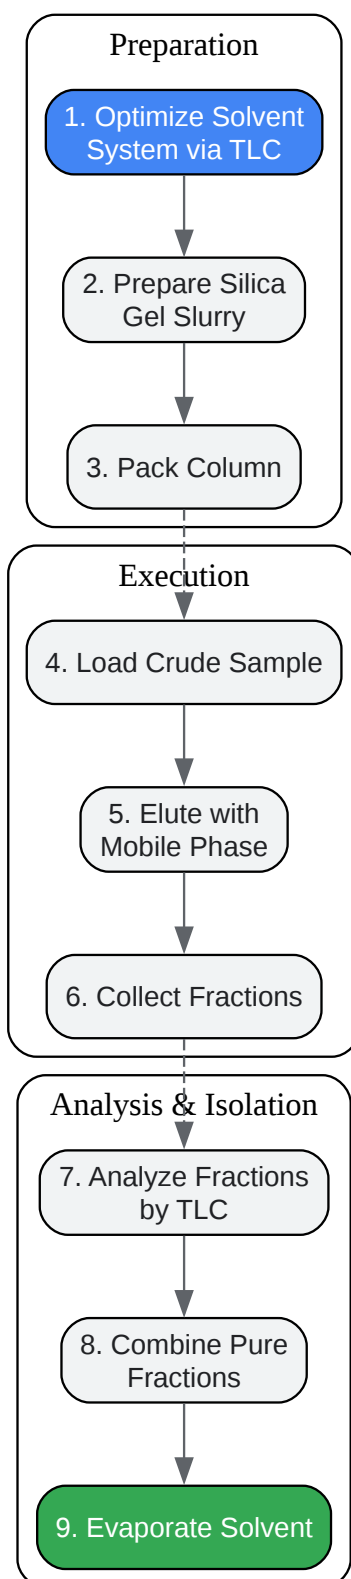 Preparation
1. Optimize Solvent
System via TLC
2. Prepare Silica
Gel Slurry
3. Pack Column
Execution
4. Load Crude Sample
5. Elute with
Mobile Phase
6. Collect Fractions
Analysis & Isolation
7. Analyze Fractions
by TLC
8. Combine Pure
Fractions
9. Evaporate Solvent